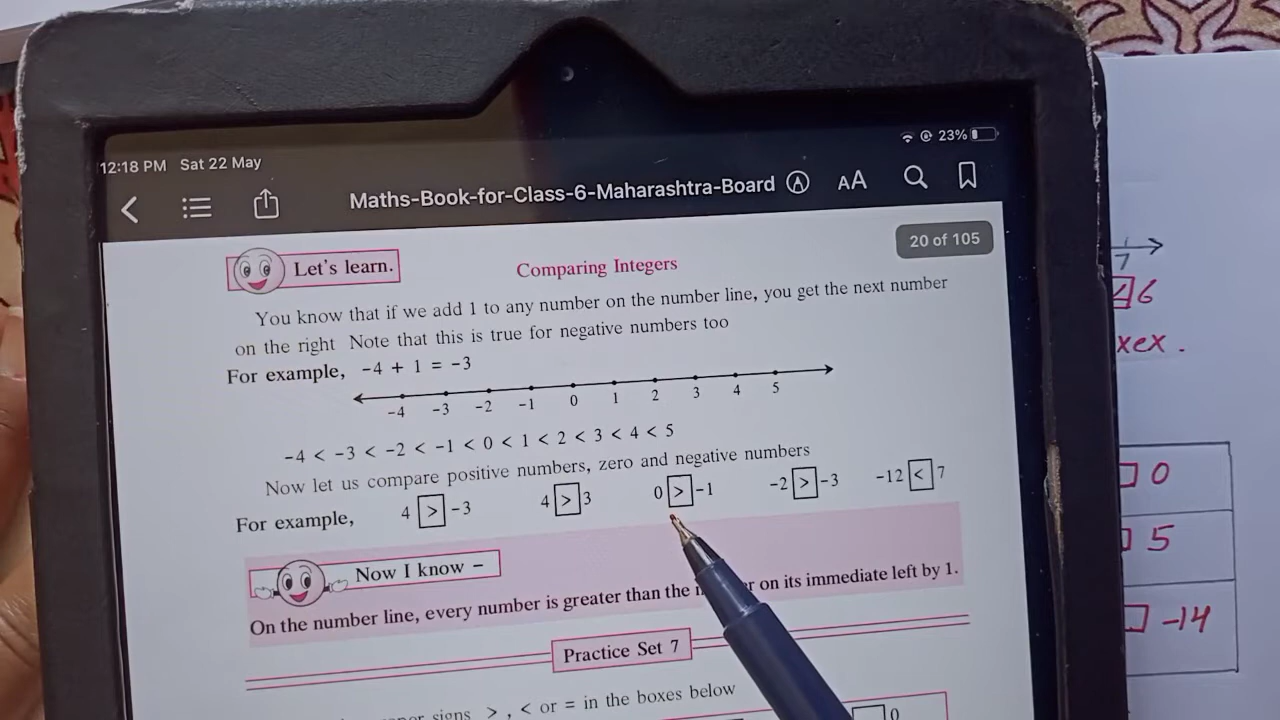 12:18 PM Sat 22 May
23%
Maths-Book-for-Class-6-Maharashtra-Board
AA
20 of 105
Let's learn.
Comparing Integers
You know that if we add 1 to any number on the number line, you get the next number
on the right Note that this is true for negative numbers too
For example, -4 + 1 = -3
-4 -3 -2 -1 0 1 2 3 4 5
-4 < -3 < -2 < -1 < 0 < 1 < 2 < 3 < 4 < 5
Now let us compare positive numbers, zero and negative numbers
For example, 4 > -3 4 > 3 0 > -1 -2 > -3 -12 < 7
Now I know –
On the number line, every number is greater than the on its immediate left by 1.
Practice Set 7
signs > , < or = in the boxes below
0
7
6
0
5
-14